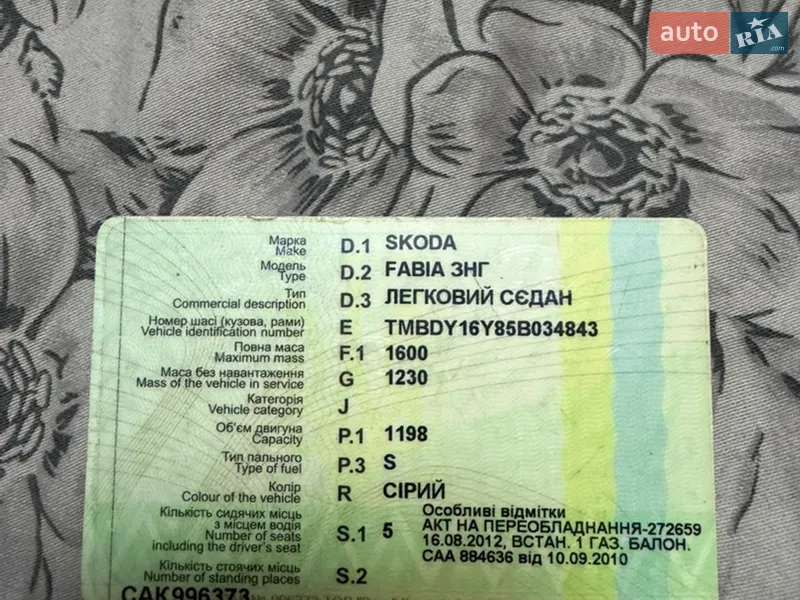 auto RIA.com
Марка
Make D.1 SKODA
Модель
Type D.2 FABIA ЗНГ
Тип
Commercial description D.3 ЛЕГКОВИЙ СЄДАН
Номер шасі (кузова, рами)
Vehicle identification number E TMBDY16Y85B034843
Повна маса
Maximum mass F.1 1600
Маса без навантаження
Mass of the vehicle in service G 1230
Категорія
Vehicle category J
Об'єм двигуна
Capacity P.1 1198
Тип пального
Type of fuel P.3 S
Колір
Colour of the vehicle R СІРИЙ
Кількість сидячих місць
з місцем водія
Number of seats
including the driver's seat S.1 5
Особливі відмітки
АКТ НА ПЕРЕОБЛАДНАННЯ-272659
16.08.2012, ВСТАН. 1 ГАЗ. БАЛОН.
САА 884636 від 10.09.2010
Кількість стоячих місць
Number of standing places S.2
САК996373